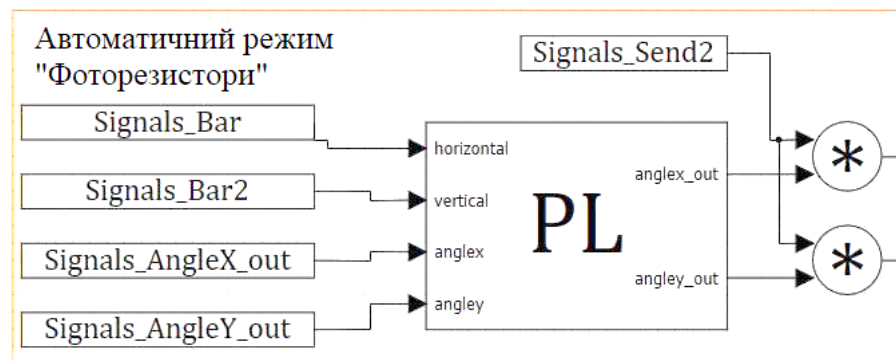 Автоматичний режим
"Фоторезистори"
Signals_Send2
Signals_Bar
Signals_Bar2
Signals_AngleX_out
Signals_AngleY_out
horizontal
vertical
anglex
angley
PL
anglex_out
angley_out
*
*